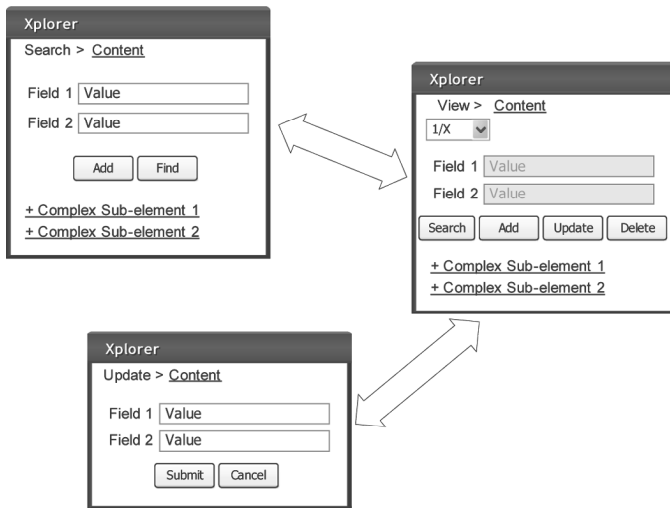 Xplorer
Search > Content
Field 1 Value
Field 2 Value
Add Find
+ Complex Sub-element 1
+ Complex Sub-element 2
Xplorer
View > Content
1/X
Field 1 Value
Field 2 Value
Search Add Update Delete
+ Complex Sub-element 1
+ Complex Sub-element 2
Xplorer
Update > Content
Field 1 Value
Field 2 Value
Submit Cancel